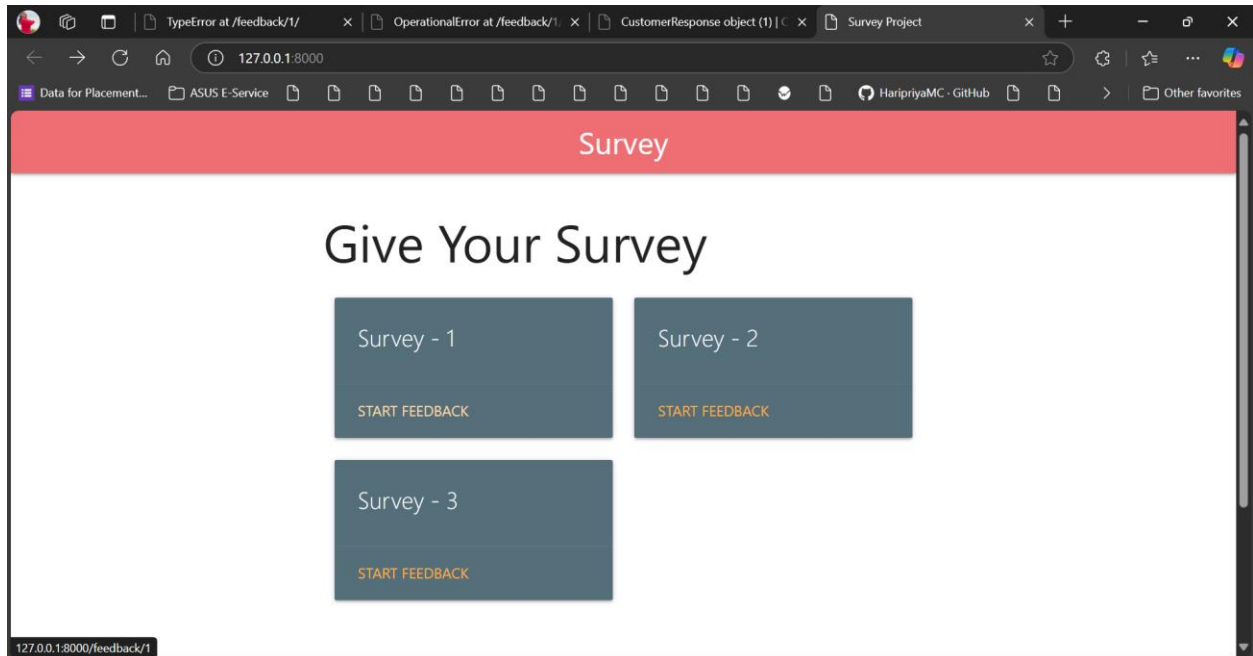 TypeError at /feedback/1/
OperationalError at /feedback/1/
CustomerResponse object (1) | C
Survey Project
127.0.0.1:8000
Data for Placement...
ASUS E-Service
HaripriyaMC · GitHub
Other favorites
Survey
Give Your Survey
Survey - 1
START FEEDBACK
Survey - 2
START FEEDBACK
Survey - 3
START FEEDBACK
127.0.0.1:8000/feedback/1